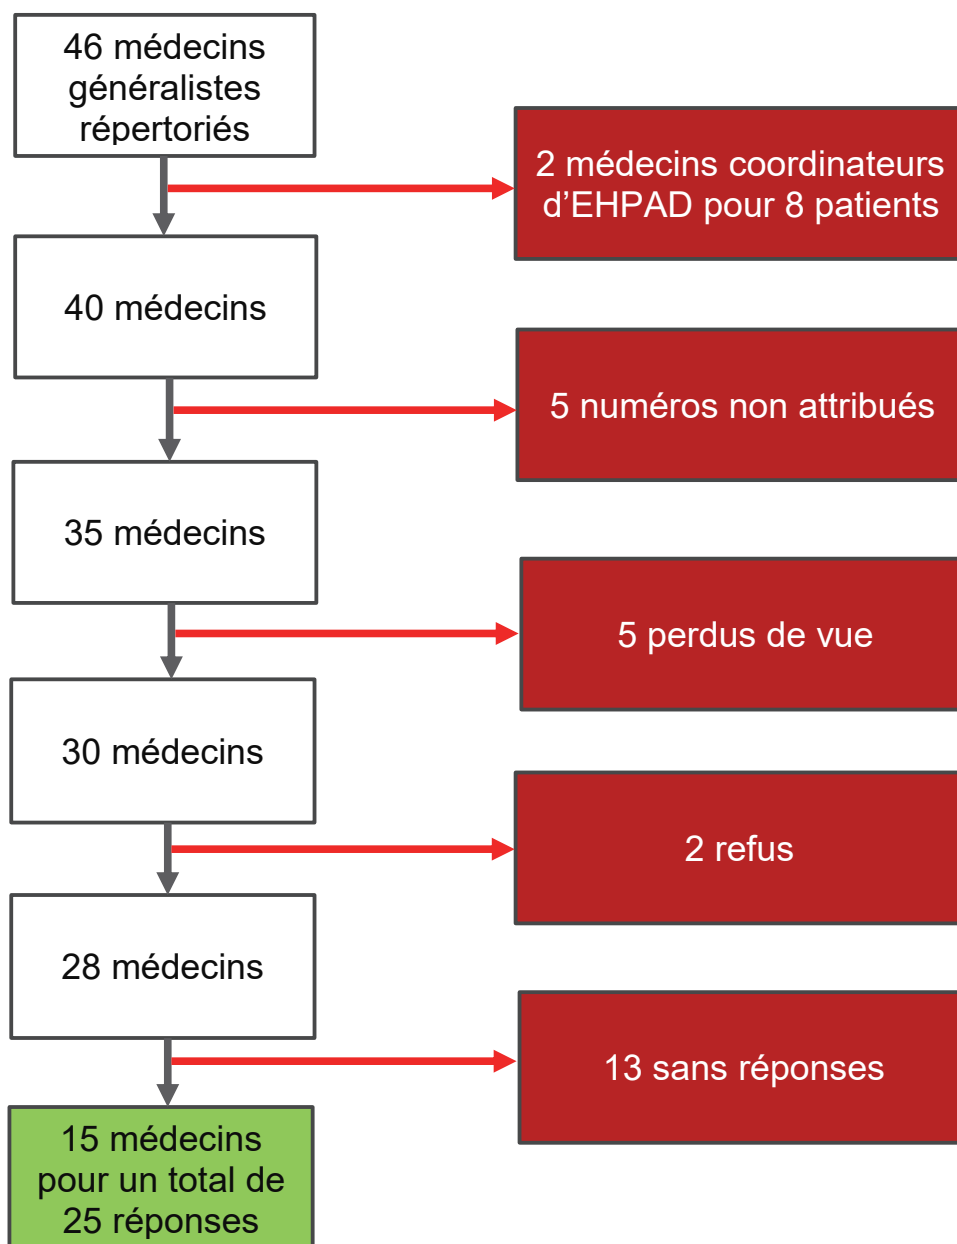 46 médecins
généralistes
répertoriés
2 médecins coordinateurs
d’EHPAD pour 8 patients
40 médecins
5 numéros non attribués
35 médecins
5 perdus de vue
30 médecins
2 refus
28 médecins
13 sans réponses
15 médecins
pour un total de
25 réponses